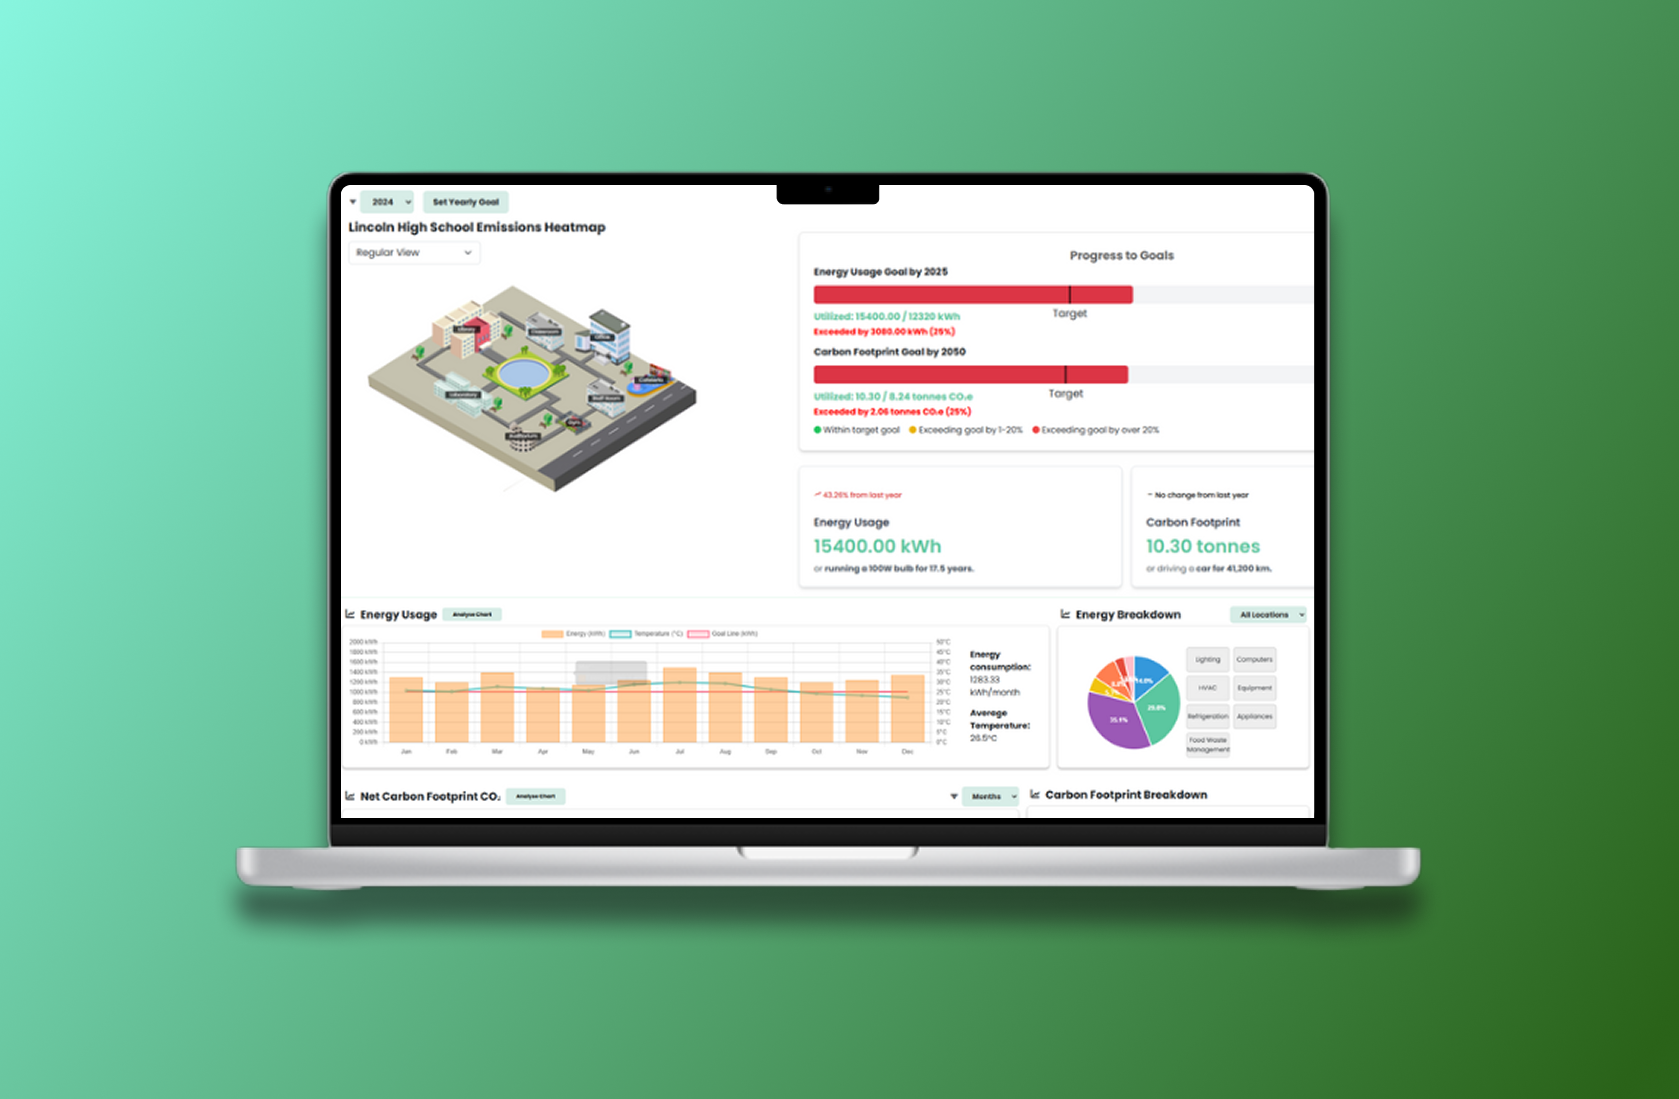 2024
Set Yearly Goal
Lincoln High School Emissions Heatmap
Regular View
Library
Classroom
Office
Cafeteria
Laboratory
Staff Room
Gym
Auditorium
Progress to Goals
Energy Usage Goal by 2025
Target
Utilized: 15400.00 / 12320 kWh
Exceeded by 3080.00 kWh (25%)
Carbon Footprint Goal by 2050
Target
Utilized: 10.30 / 8.24 tonnes CO₂e
Exceeded by 2.06 tonnes CO₂e (25%)
Within target goal
Exceeding goal by 1-20%
Exceeding goal by over 20%
43.26% from last year
Energy Usage
15400.00 kWh
or running a 100W bulb for 17.5 years.
- No change from last year
Carbon Footprint
10.30 tonnes
or driving a car for 41,200 km.
Energy Usage
Analyse Chart
Energy (kWh)
Temperature (°C)
Goal Line (kWh)
2000 kWh
1800 kWh
1600 kWh
1400 kWh
1200 kWh
1000 kWh
800 kWh
600 kWh
400 kWh
200 kWh
0 kWh
50°C
45°C
40°C
35°C
30°C
25°C
20°C
15°C
10°C
5°C
0°C
Jan
Feb
Mar
Apr
May
Jun
Jul
Aug
Sep
Oct
Nov
Dec
Energy
consumption:
1283.33
kWh/month
Average
Temperature:
26.5°C
Energy Breakdown
All Locations
14.0%
29.8%
35.9%
Lighting
Computers
HVAC
Equipment
Refrigeration
Appliances
Food Waste
Management
Net Carbon Footprint CO₂
Analyse Chart
Months
Carbon Footprint Breakdown